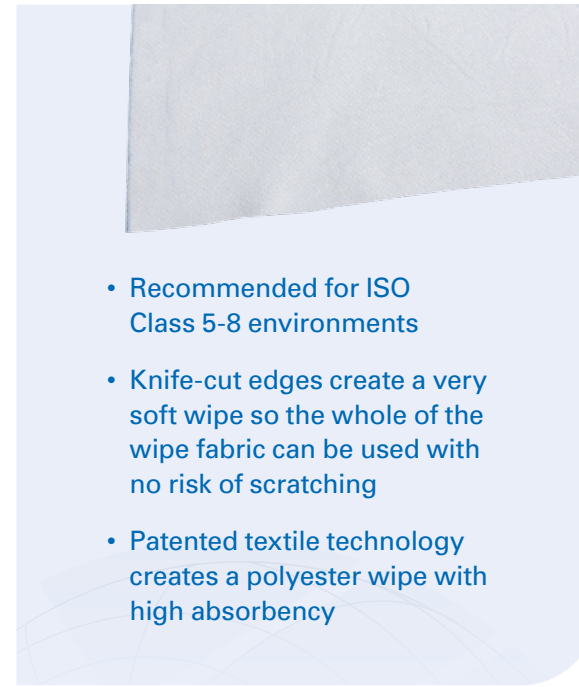 • Recommended for ISO
Class 5-8 environments
• Knife-cut edges create a very
soft wipe so the whole of the
wipe fabric can be used with
no risk of scratching
• Patented textile technology
creates a polyester wipe with
high absorbency